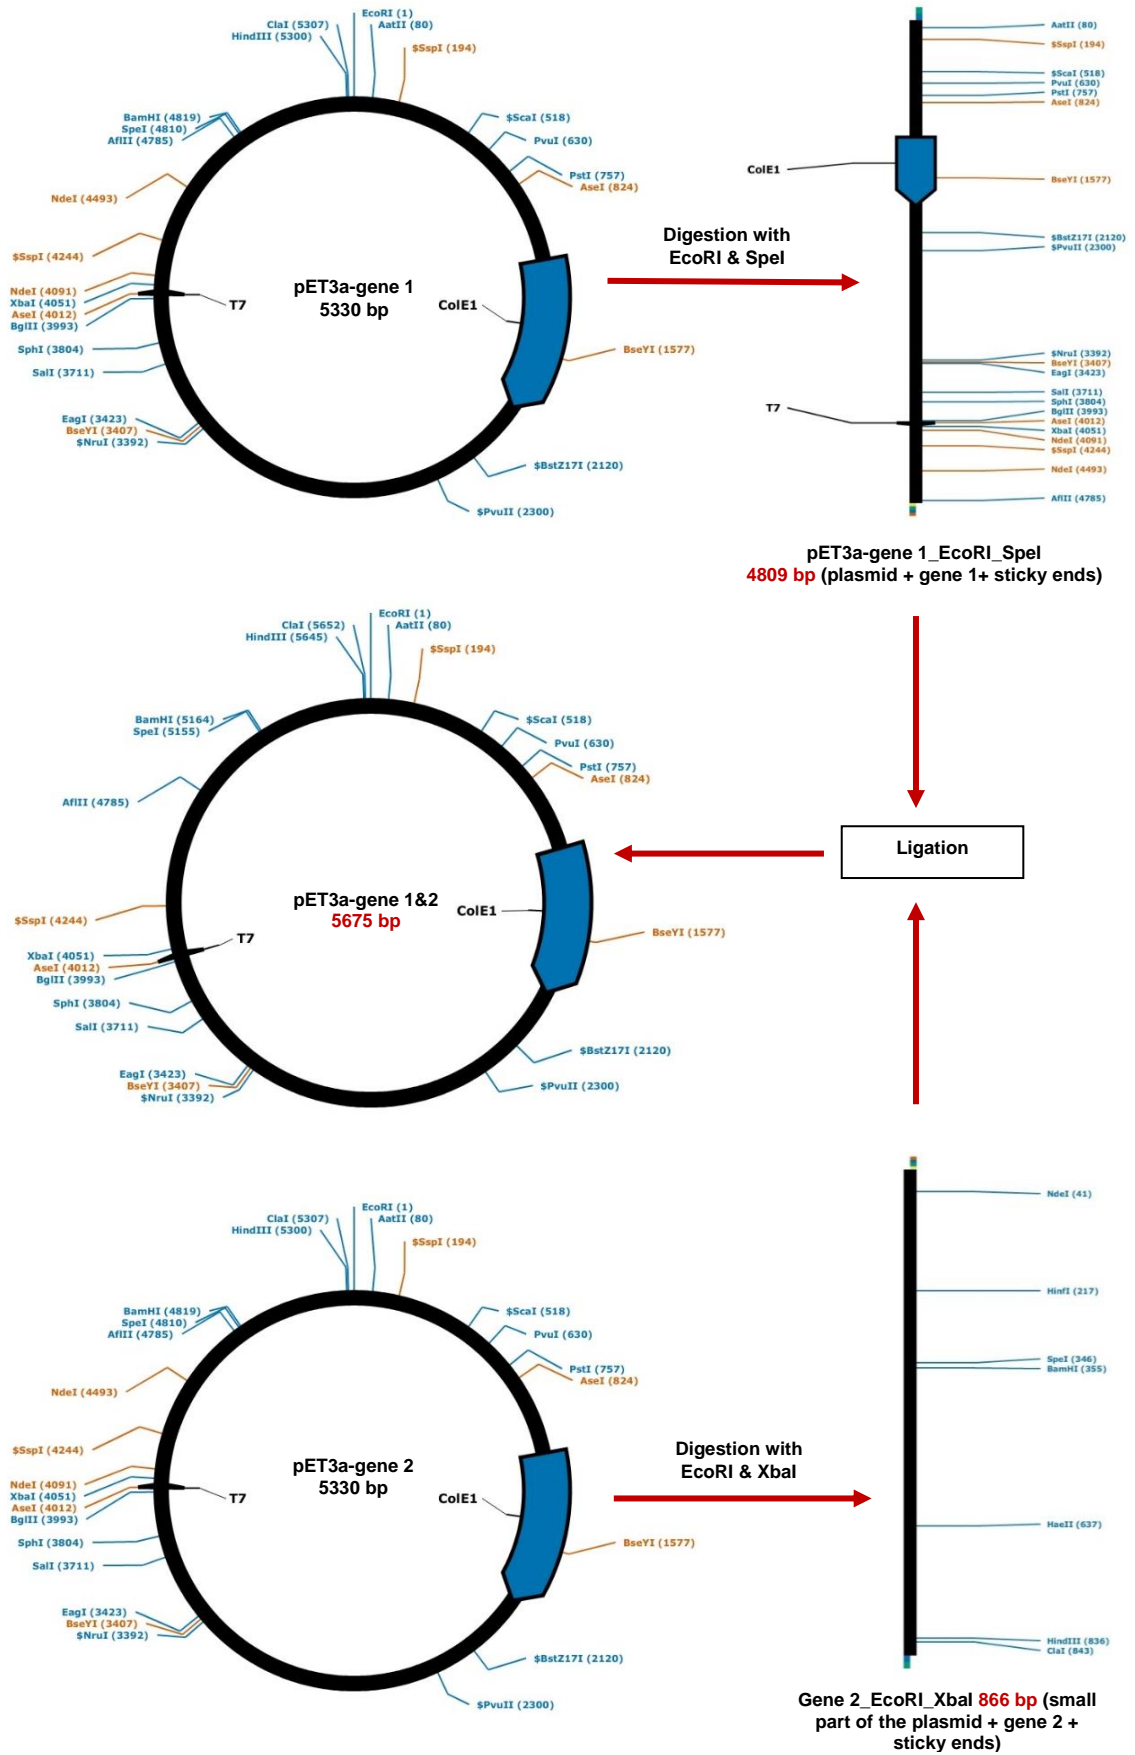 EcoRI (1)
ClaI (5307)
AatII (80)
HindIII (5300)
$SspI (194)
BamHI (4819)
SpeI (4810)
AflII (4785)
$ScaI (518)
PvuI (630)
PstI (757)
AseI (824)
NdeI (4493)
$SspI (4244)
NdeI (4091)
XbaI (4051)
AseI (4012)
BglII (3993)
T7
pET3a-gene 1
5330 bp
ColE1
SphI (3804)
SalI (3711)
BseYI (1577)
EagI (3423)
BseYI (3407)
$NruI (3392)
$BstZ17I (2120)
$PvuII (2300)
Digestion with
EcoRI & SpeI
AatII (80)
$SspI (194)
$ScaI (518)
PvuI (630)
PstI (757)
AseI (824)
ColE1
BseYI (1577)
$BstZ17I (2120)
$PvuII (2300)
$NruI (3392)
BseYI (3407)
EagI (3423)
SalI (3711)
SphI (3804)
T7
BglII (3993)
AseI (4012)
XbaI (4051)
NdeI (4091)
$SspI (4244)
NdeI (4493)
AflII (4785)
pET3a-gene 1_EcoRI_SpeI
4809 bp (plasmid + gene 1+ sticky ends)
EcoRI (1)
ClaI (5652)
AatII (80)
HindIII (5645)
$SspI (194)
BamHI (5164)
SpeI (5155)
$ScaI (518)
PvuI (630)
PstI (757)
AseI (824)
AflII (4785)
pET3a-gene 1&2
5675 bp
ColE1
$SspI (4244)
T7
XbaI (4051)
AseI (4012)
BglII (3993)
BseYI (1577)
SphI (3804)
SalI (3711)
EagI (3423)
BseYI (3407)
$NruI (3392)
$BstZ17I (2120)
$PvuII (2300)
Ligation
EcoRI (1)
ClaI (5307)
AatII (80)
HindIII (5300)
$SspI (194)
BamHI (4819)
SpeI (4810)
AflII (4785)
$ScaI (518)
PvuI (630)
PstI (757)
AseI (824)
NdeI (4493)
$SspI (4244)
NdeI (4091)
XbaI (4051)
AseI (4012)
BglII (3993)
T7
pET3a-gene 2
5330 bp
ColE1
SphI (3804)
SalI (3711)
BseYI (1577)
EagI (3423)
BseYI (3407)
$NruI (3392)
$BstZ17I (2120)
$PvuII (2300)
Digestion with
EcoRI & XbaI
NdeI (41)
HinfI (217)
SpeI (346)
BamHI (355)
HaeII (637)
HindIII (836)
ClaI (843)
Gene 2_EcoRI_XbaI 866 bp (small
part of the plasmid + gene 2 +
sticky ends)